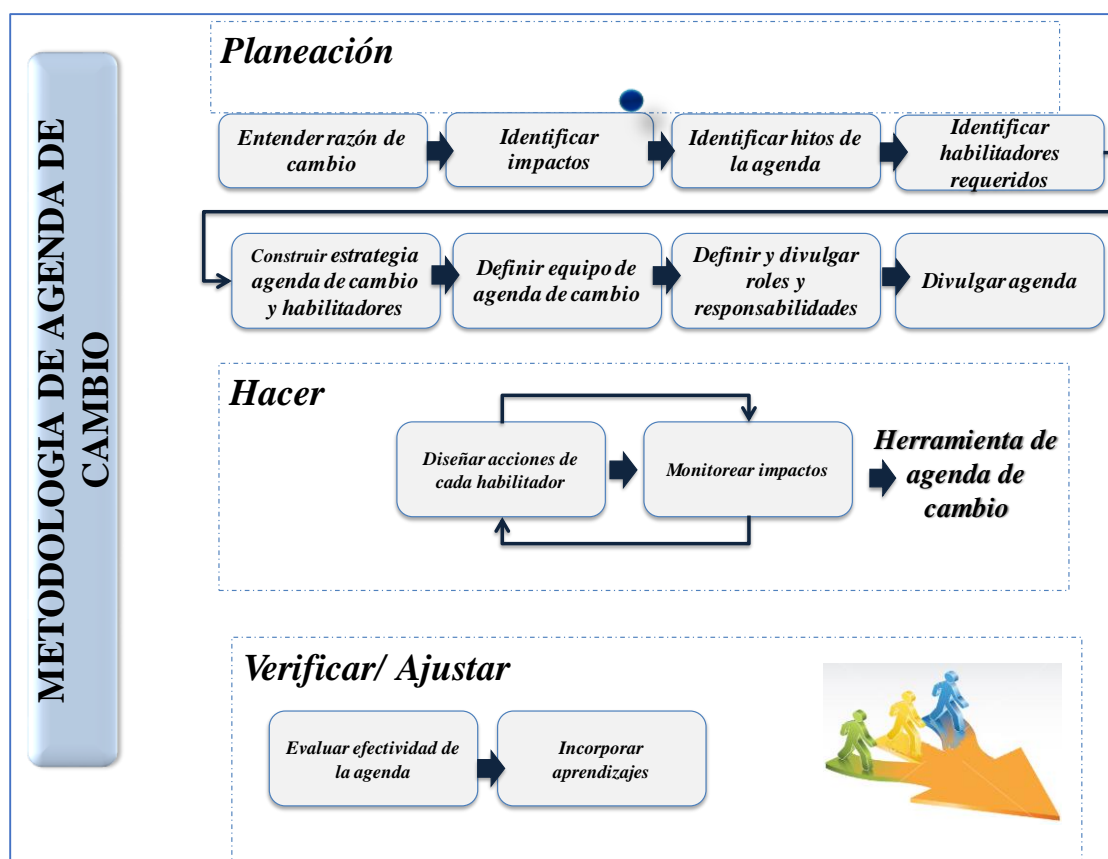 METODOLOGIA DE AGENDA DE
CAMBIO
Planeación
Entender razón de
cambio
Identificar
impactos
Identificar hitos de
la agenda
Identificar
habilitadores
requeridos
Construir estrategia
agenda de cambio
y habilitadores
Definir equipo de
agenda de cambio
Definir y divulgar
roles y
responsabilidades
Divulgar agenda
Hacer
Diseñar acciones de
cada habilitador
Monitorear impactos
Herramienta de
agenda de
cambio
Verificar/ Ajustar
Evaluar efectividad de
la agenda
Incorporar
aprendizajes